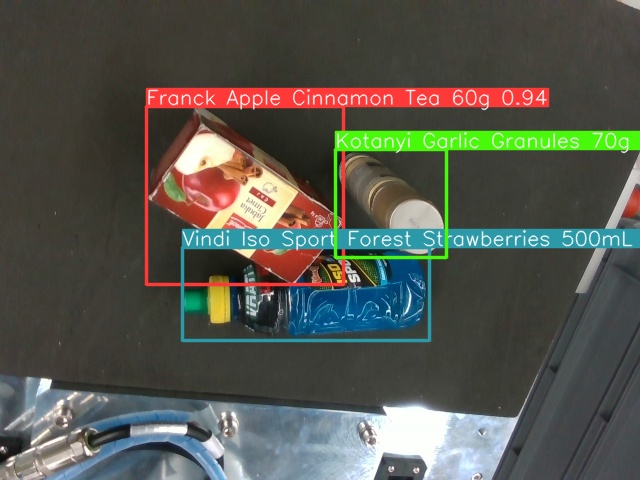 Franck Apple Cinnamon Tea 60g 0.94
Kotanyi Garlic Granules 70g
Vindi Iso Sport Forest Strawberries 500mL
Jabuka
Cimet
ISO